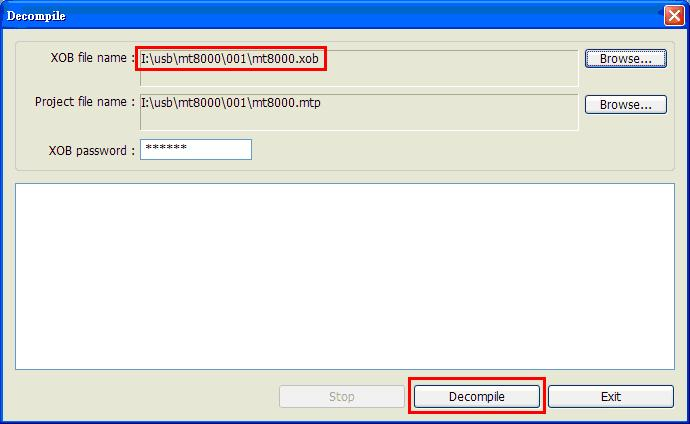 Decompile
XOB file name : I:\usb\mt8000\001\mt8000.xob Browse...
Project file name : I:\usb\mt8000\001\mt8000.mtp Browse...
XOB password : ******
Stop Decompile Exit